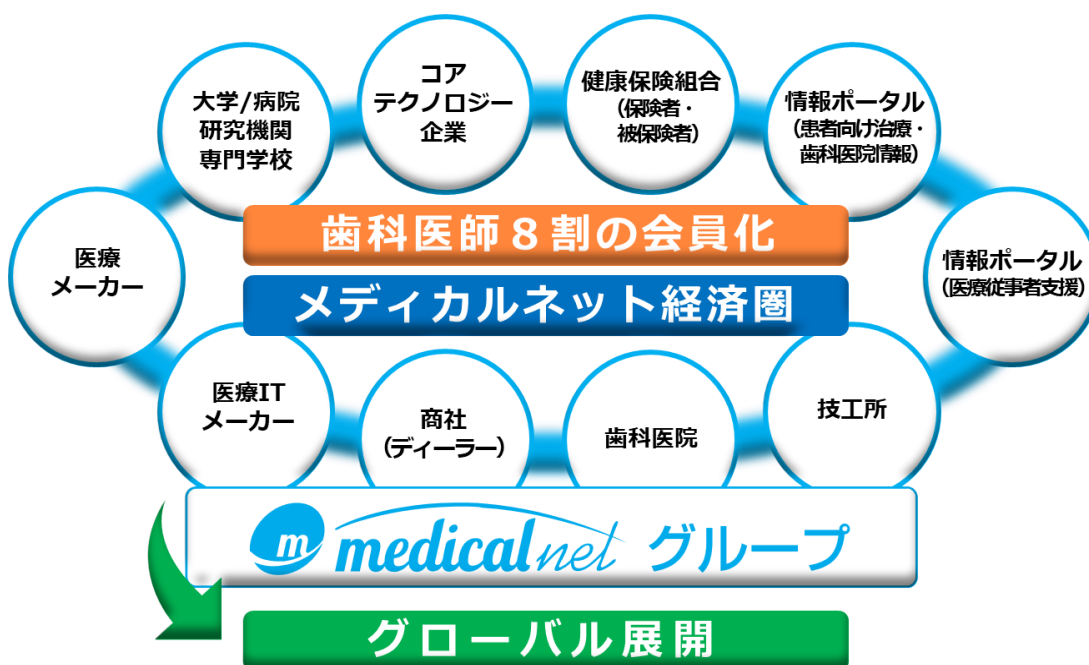 コア
テクノロジー
企業
健康保険組合
(保険者・
被保険者)
大学/病院
研究機関
専門学校
情報ポータル
(患者向け治療・
歯科医院情報)
医療
メーカー
歯科医師8割の会員化
情報ポータル
(医療従事者支援)
メディカルネット経済圏
医療IT
メーカー
商社
(ディーラー)
歯科医院
技工所
m medicalnet グループ
グローバル展開